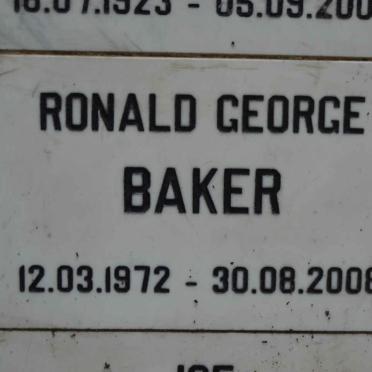 RONALD GEORGE
BAKER
12.03.1972 - 30.08.2008